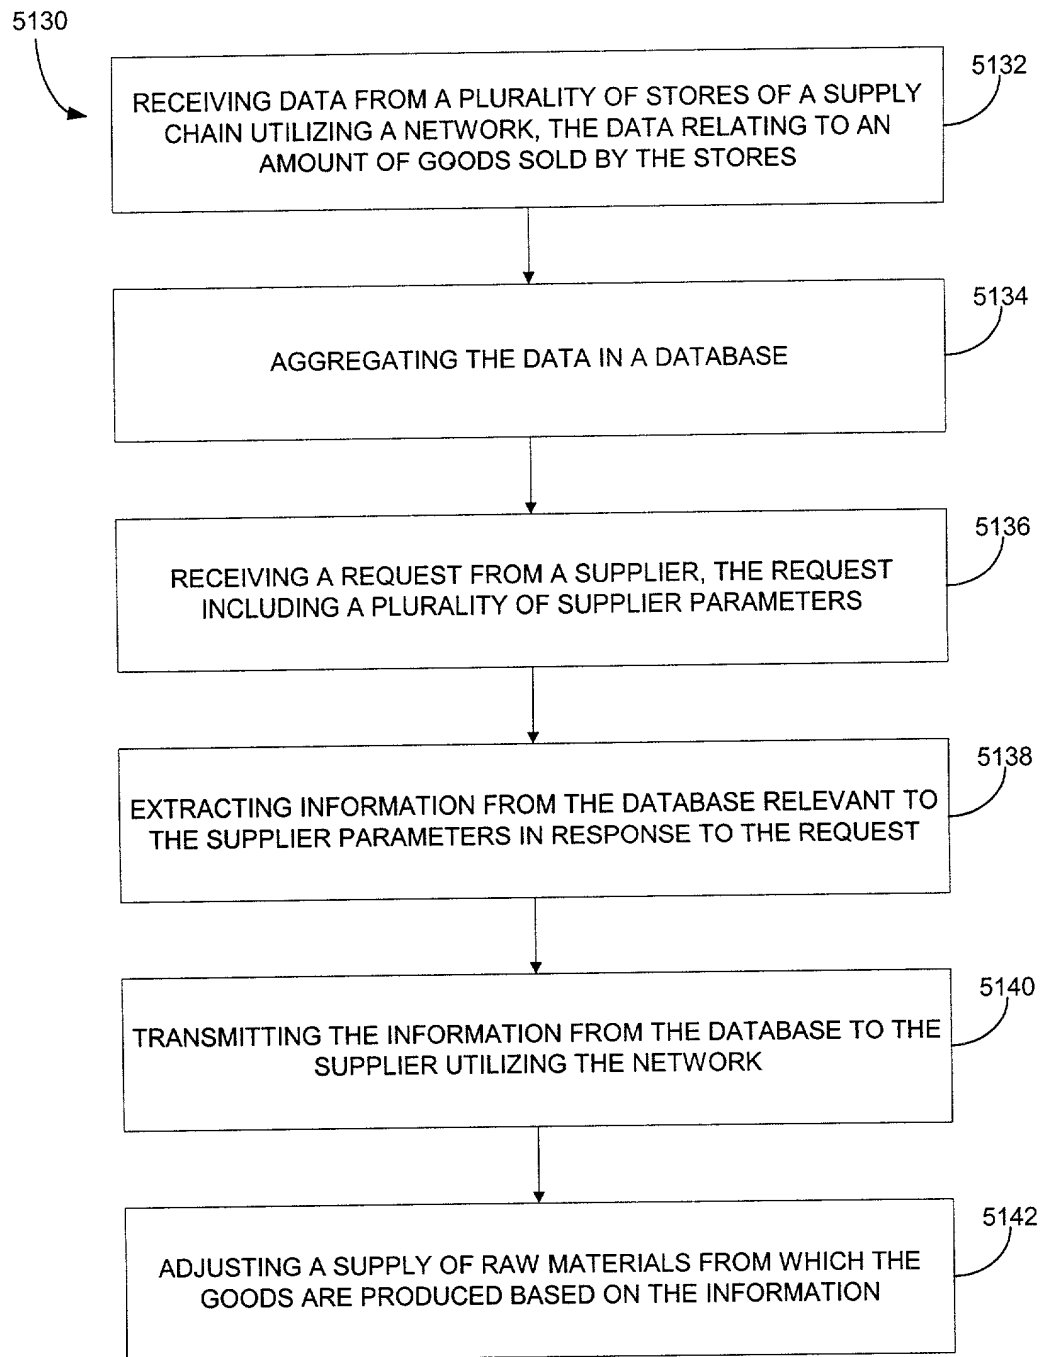 5130
5132
RECEIVING DATA FROM A PLURALITY OF STORES OF A SUPPLY
CHAIN UTILIZING A NETWORK, THE DATA RELATING TO AN
AMOUNT OF GOODS SOLD BY THE STORES
5134
AGGREGATING THE DATA IN A DATABASE
5136
RECEIVING A REQUEST FROM A SUPPLIER, THE REQUEST
INCLUDING A PLURALITY OF SUPPLIER PARAMETERS
5138
EXTRACTING INFORMATION FROM THE DATABASE RELEVANT TO
THE SUPPLIER PARAMETERS IN RESPONSE TO THE REQUEST
5140
TRANSMITTING THE INFORMATION FROM THE DATABASE TO THE
SUPPLIER UTILIZING THE NETWORK
5142
ADJUSTING A SUPPLY OF RAW MATERIALS FROM WHICH THE
GOODS ARE PRODUCED BASED ON THE INFORMATION